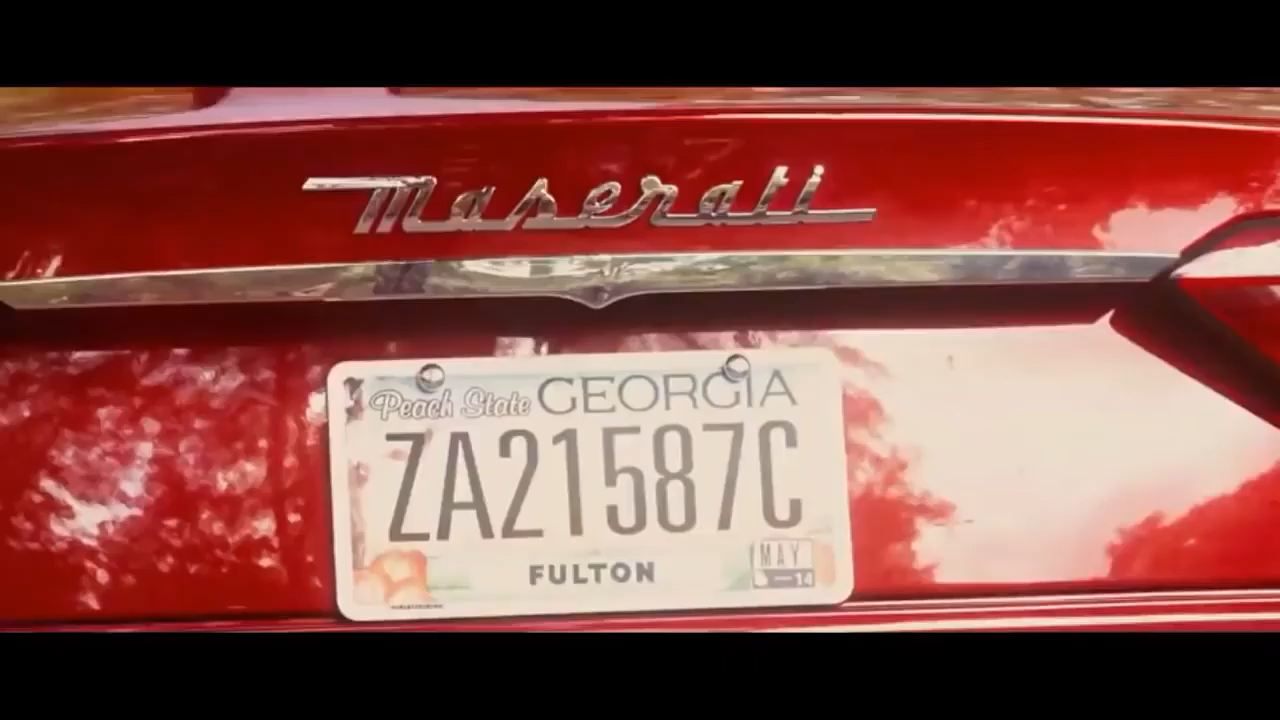 Maserati
Peach State GEORGIA
ZA21587C
FULTON
MAY
14